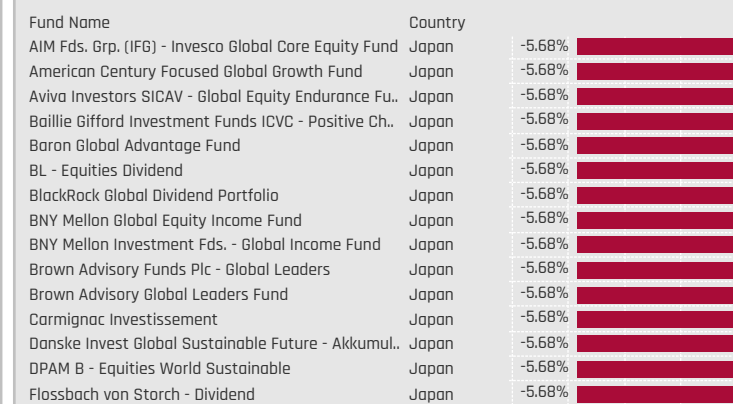 Fund Name Country
AIM Fds. Grp. (IFG) - Invesco Global Core Equity Fund Japan -5.68%
American Century Focused Global Growth Fund Japan -5.68%
Aviva Investors SICAV - Global Equity Endurance Fu.. Japan -5.68%
Baillie Gifford Investment Funds ICVC - Positive Ch.. Japan -5.68%
Baron Global Advantage Fund Japan -5.68%
BL - Equities Dividend Japan -5.68%
BlackRock Global Dividend Portfolio Japan -5.68%
BNY Mellon Global Equity Income Fund Japan -5.68%
BNY Mellon Investment Fds. - Global Income Fund Japan -5.68%
Brown Advisory Funds Plc - Global Leaders Japan -5.68%
Brown Advisory Global Leaders Fund Japan -5.68%
Carmignac Investissement Japan -5.68%
Danske Invest Global Sustainable Future - Akkumul.. Japan -5.68%
DPAM B - Equities World Sustainable Japan -5.68%
Flossbach von Storch - Dividend Japan -5.68%